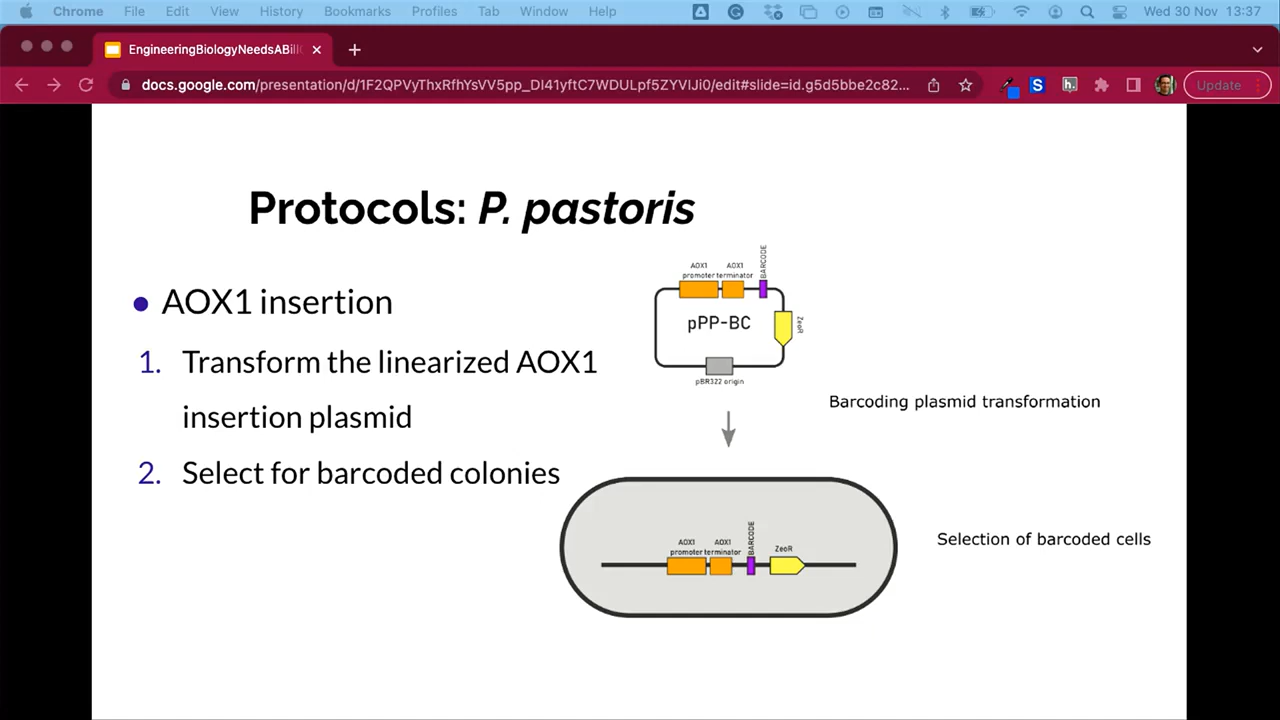 Chrome File Edit View History Bookmarks Profiles Tab Window Help Wed 30 Nov 13:37
EngineeringBiologyNeedsABill
docs.google.com/presentation/d/1F2QPVyThxRfhYsVV5pp_DI41yftC7WDULpf5ZYVIJi0/edit#slide=id.g5d5bbe2c82... S Update
Protocols: P. pastoris
• AOX1 insertion
1. Transform the linearized AOX1
insertion plasmid
2. Select for barcoded colonies
AOX1 promoter
AOX1 terminator
BARCODE
pPP-BC
ZeoR
pBR322 origin
Barcoding plasmid transformation
AOX1 promoter
AOX1 terminator
BARCODE
ZeoR
Selection of barcoded cells